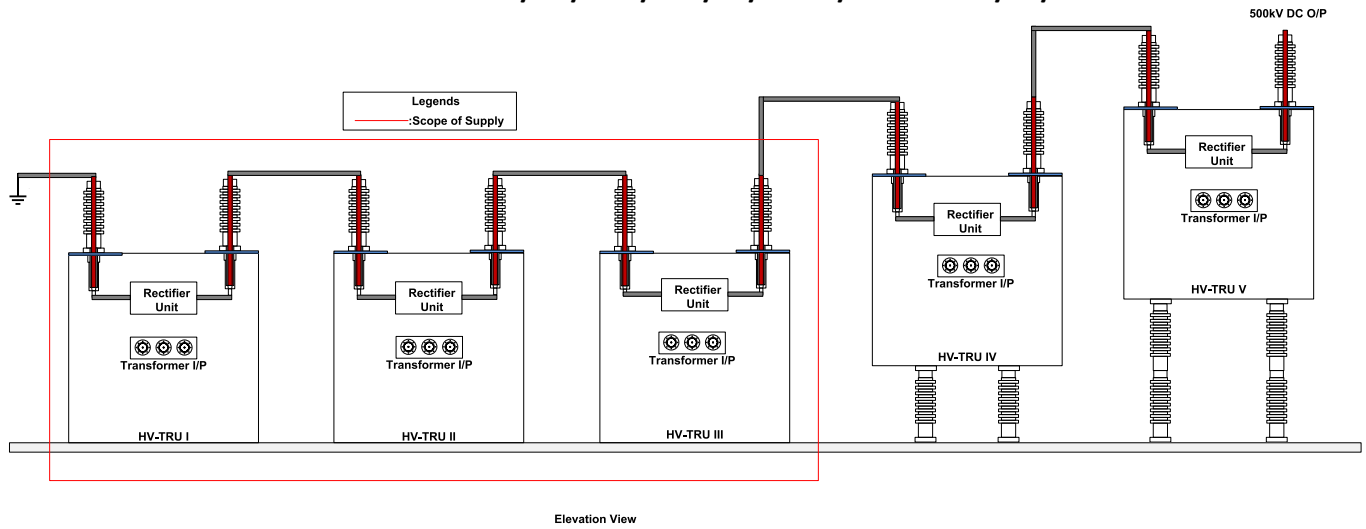 500kV DC O/P
Legends
:Scope of Supply
Rectifier
Unit
Transformer I/P
HV-TRU I
Rectifier
Unit
Transformer I/P
HV-TRU II
Rectifier
Unit
Transformer I/P
HV-TRU III
Rectifier
Unit
Transformer I/P
HV-TRU IV
Rectifier
Unit
Transformer I/P
HV-TRU V
Elevation View